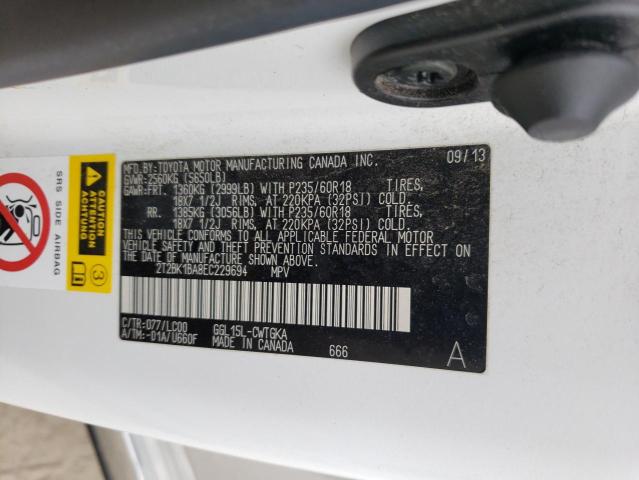 MFD.BY:TOYOTA MOTOR MANUFACTURING CANADA INC. 09/13
GVWR:2560KG (5650LB)
GAWR:FRT. 1360KG (2999LB) WITH P235/60R18 TIRES,
18X7 1/2J RIMS, AT 220KPA (32PSI) COLD.
RR. 1385KG (3056LB) WITH P235/60R18 TIRES,
18X7 1/2J RIMS, AT 220KPA (32PSI) COLD.
THIS VEHICLE CONFORMS TO ALL APPLICABLE FEDERAL MOTOR
VEHICLE SAFETY AND THEFT PREVENTION STANDARDS IN EFFECT ON
THE DATE OF MANUFACTURE SHOWN ABOVE.
2T2BK1BA8EC229694 MPV
C/TR:077/LC00 GGL15L-CWTGKA
A/TM:-01A/U660F MADE IN CANADA 666 A
CAUTION
ATTENTION
ACHTUNG
SRS SIDE AIRBAG
3